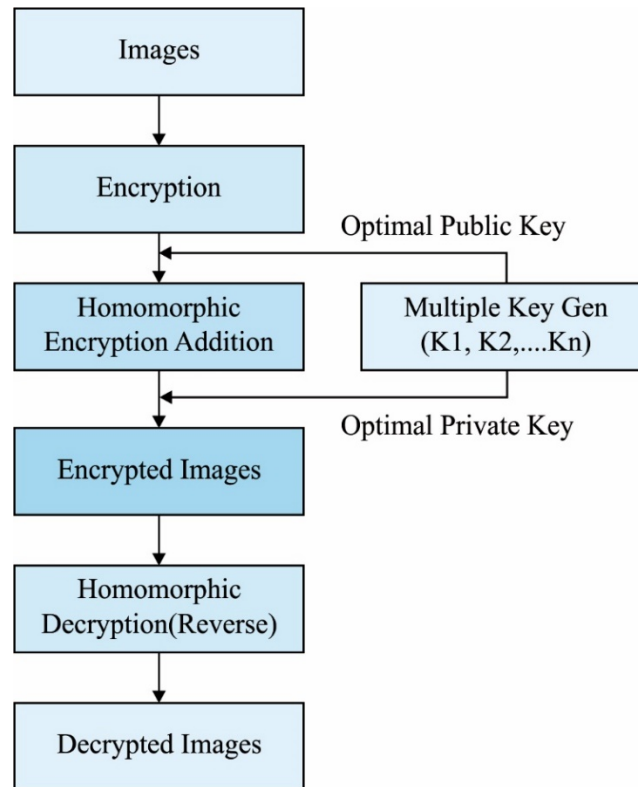 Images
Encryption
Optimal Public Key
Homomorphic
Encryption Addition
Multiple Key Gen
(K1, K2,....Kn)
Optimal Private Key
Encrypted Images
Homomorphic
Decryption(Reverse)
Decrypted Images